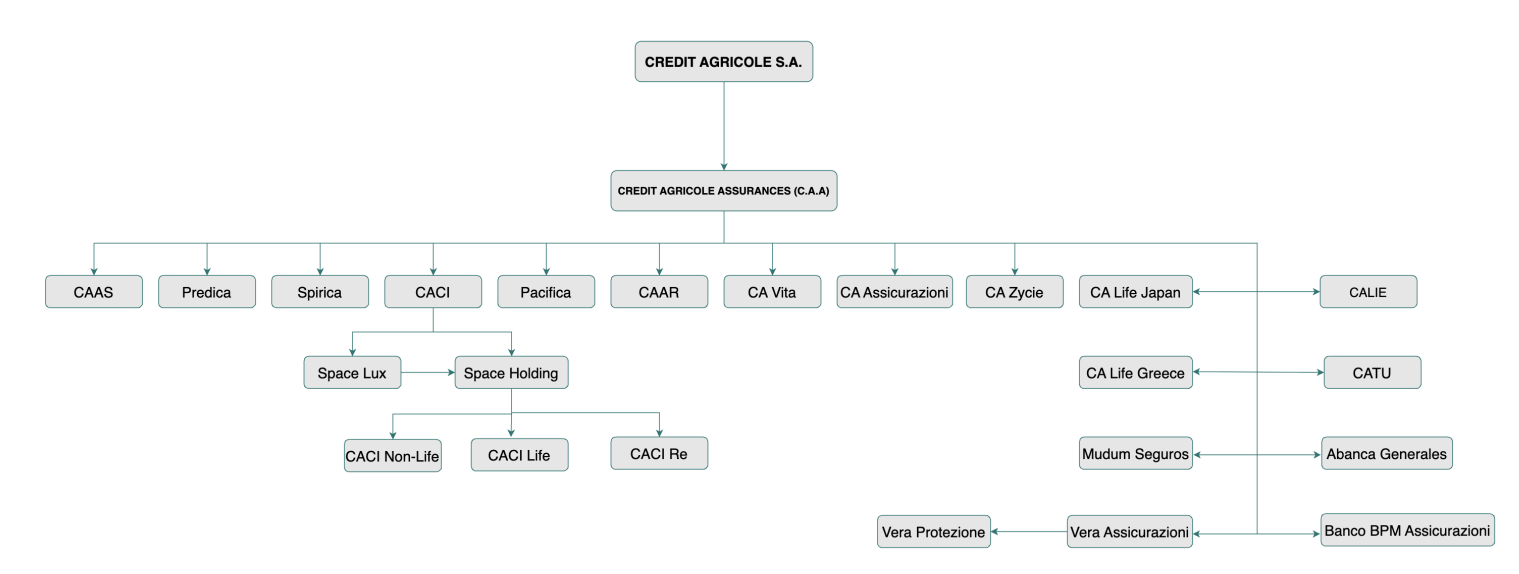 CREDIT AGRICOLE S.A.
CREDIT AGRICOLE ASSURANCES (C.A.A)
CAAS
Predica
Spirica
CACI
Pacifica
CAAR
CA Vita
CA Assicurazioni
CA Zycie
CA Life Japan
CALIE
Space Lux
Space Holding
CA Life Greece
CATU
CACI Non-Life
CACI Life
CACI Re
Mudum Seguros
Abanca Generales
Vera Protezione
Vera Assicurazioni
Banco BPM Assicurazioni